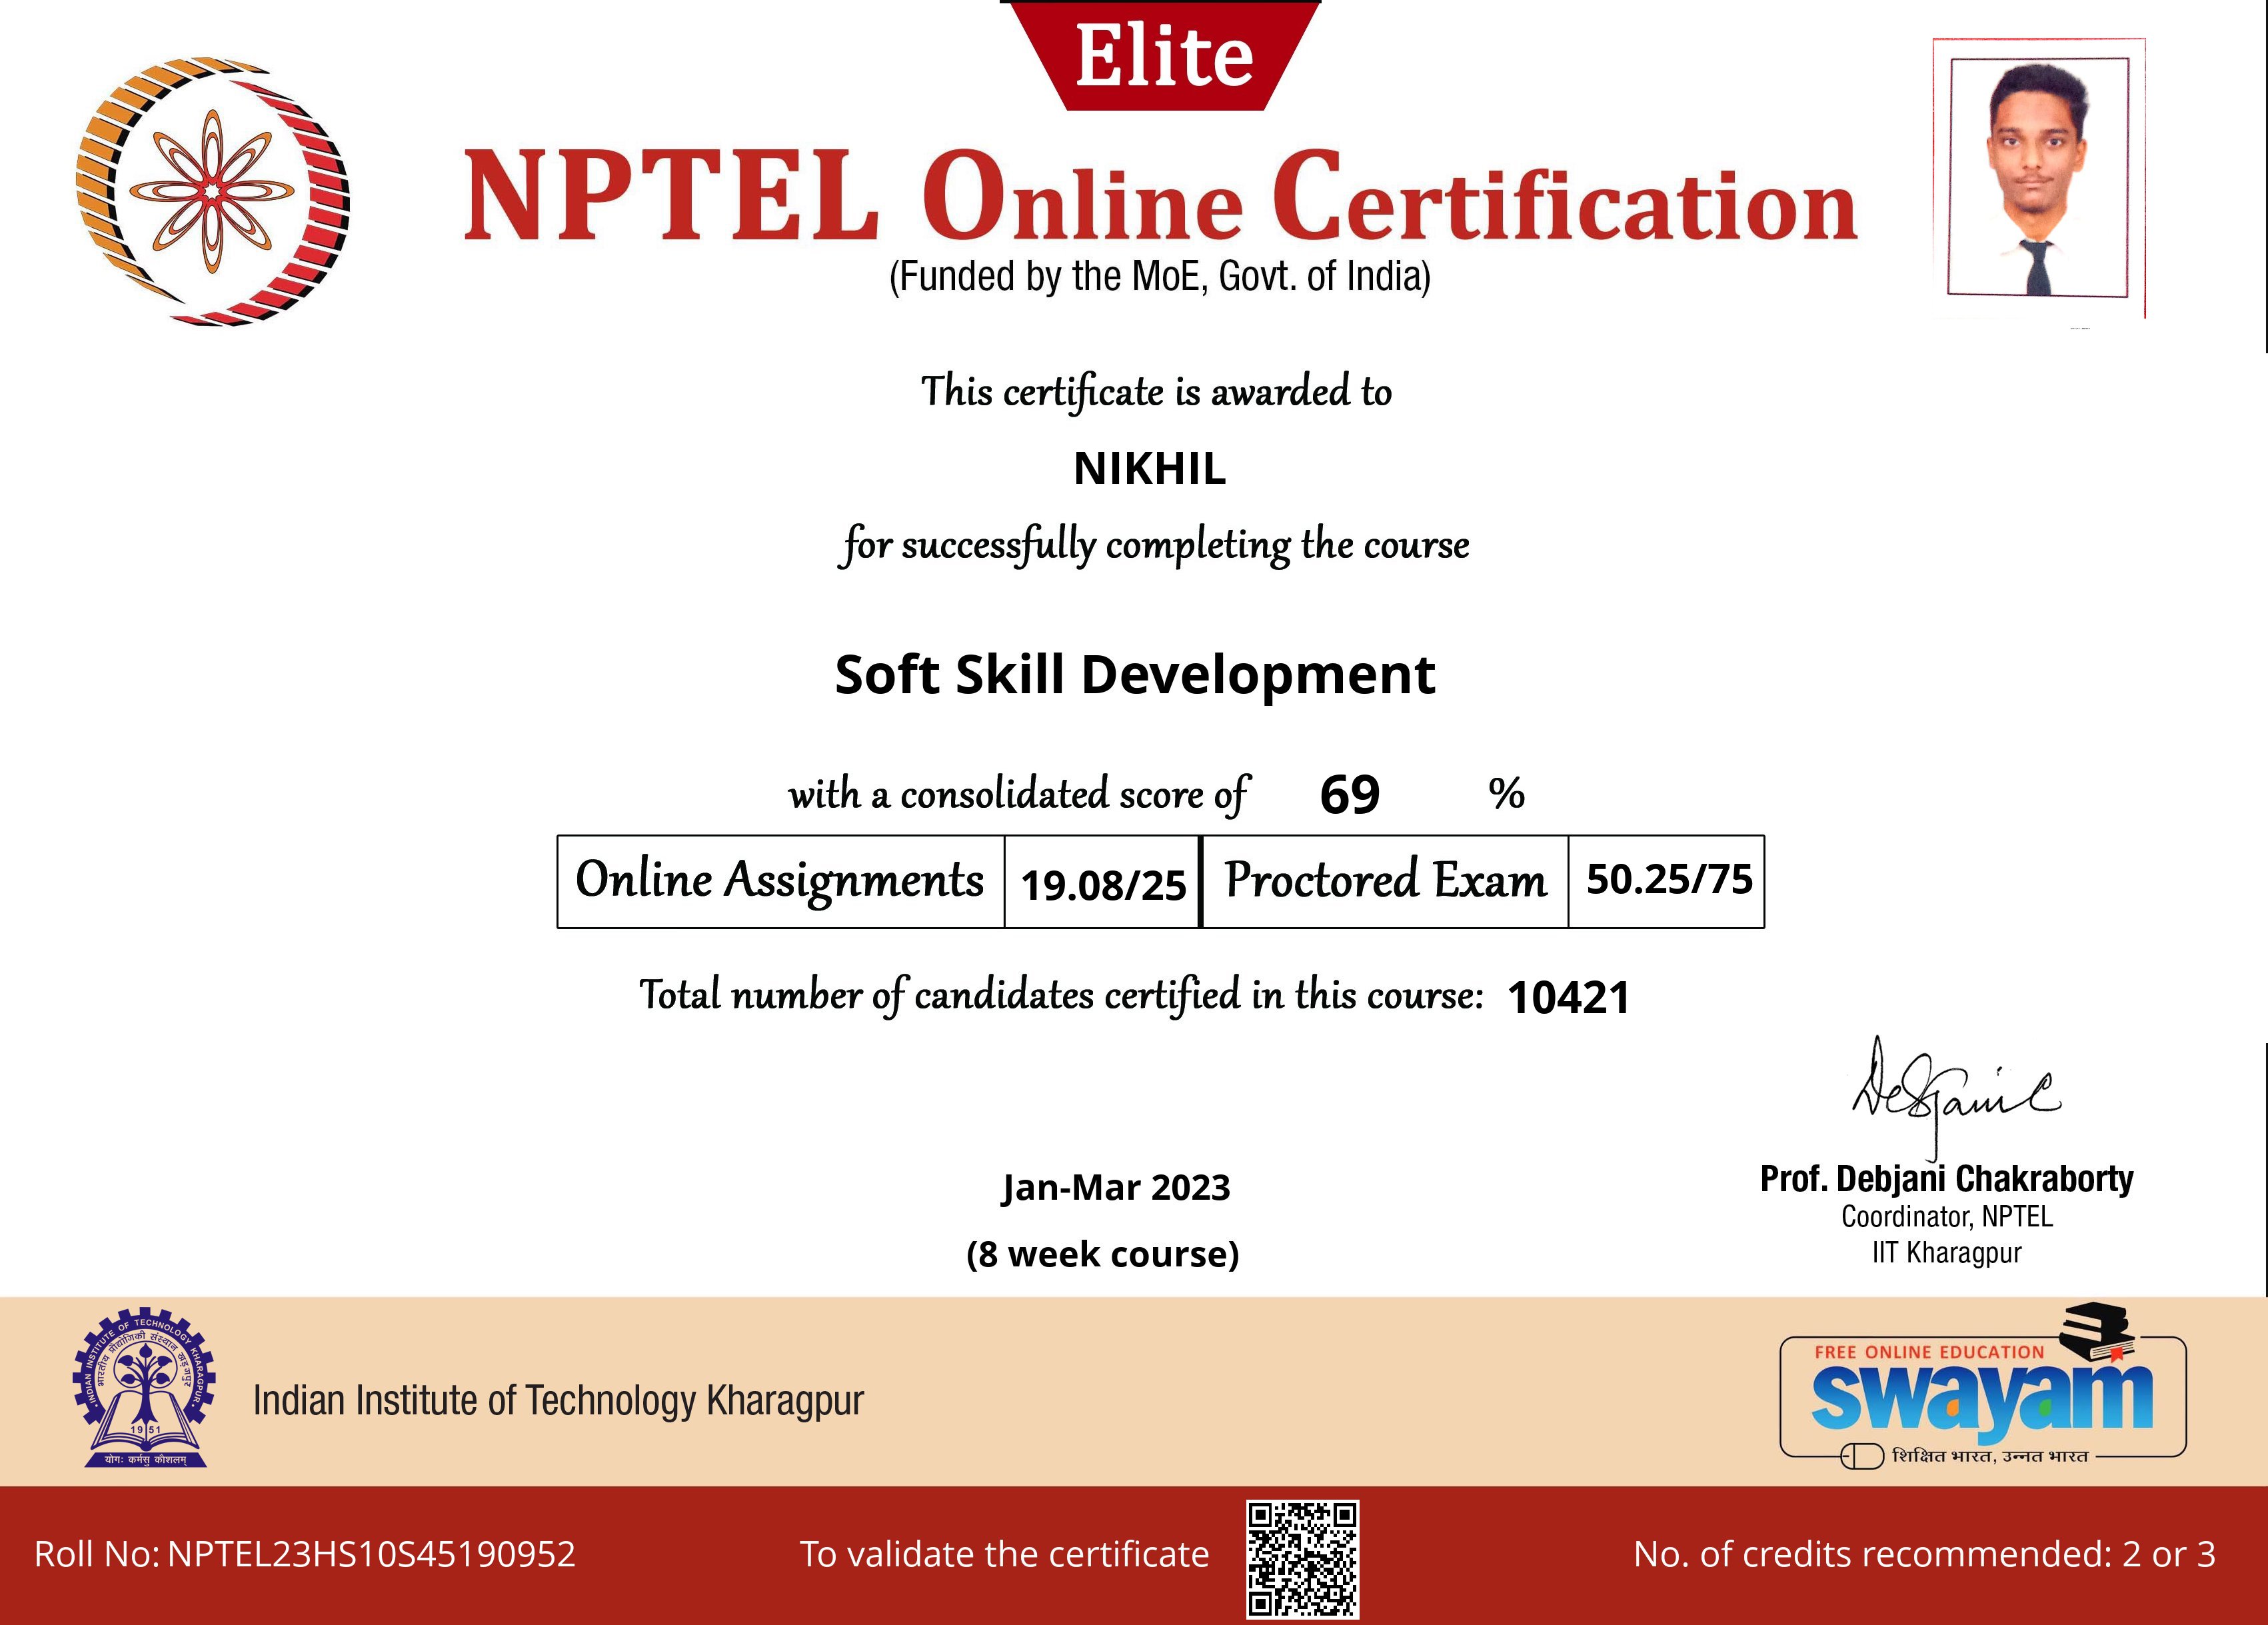 Elite
NPTEL Online Certification
(Funded by the MoE, Govt. of India)
This certificate is awarded to
NIKHIL
for successfully completing the course
Soft Skill Development
with a consolidated score of 69 %
Online Assignments 19.08/25 Proctored Exam 50.25/75
Total number of candidates certified in this course: 10421
Debjani C
Jan-Mar 2023
(8 week course)
Prof. Debjani Chakraborty
Coordinator, NPTEL
IIT Kharagpur
INDIAN INSTITUTE OF TECHNOLOGY KHARAGPUR
भारतीय प्रौद्योगिकी संस्थान खड़गपुर
1951
योगः कर्मसु कौशलम्
Indian Institute of Technology Kharagpur
FREE ONLINE EDUCATION
swayam
शिक्षित भारत, उन्नत भारत
Roll No: NPTEL23HS10S45190952
To validate the certificate
No. of credits recommended: 2 or 3